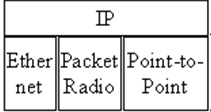 IP
Ether Packet Point-to-
net Radio Point